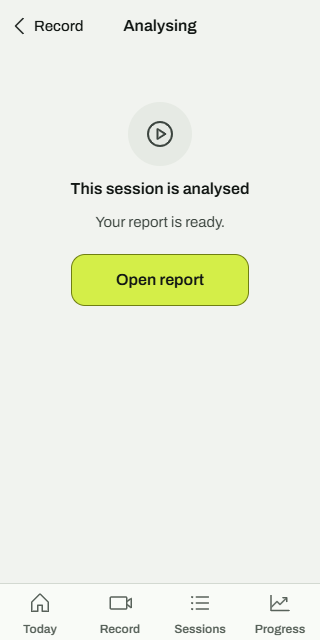 Record
Analysing
This session is analysed
Your report is ready.
Open report
Today
Record
Sessions
Progress